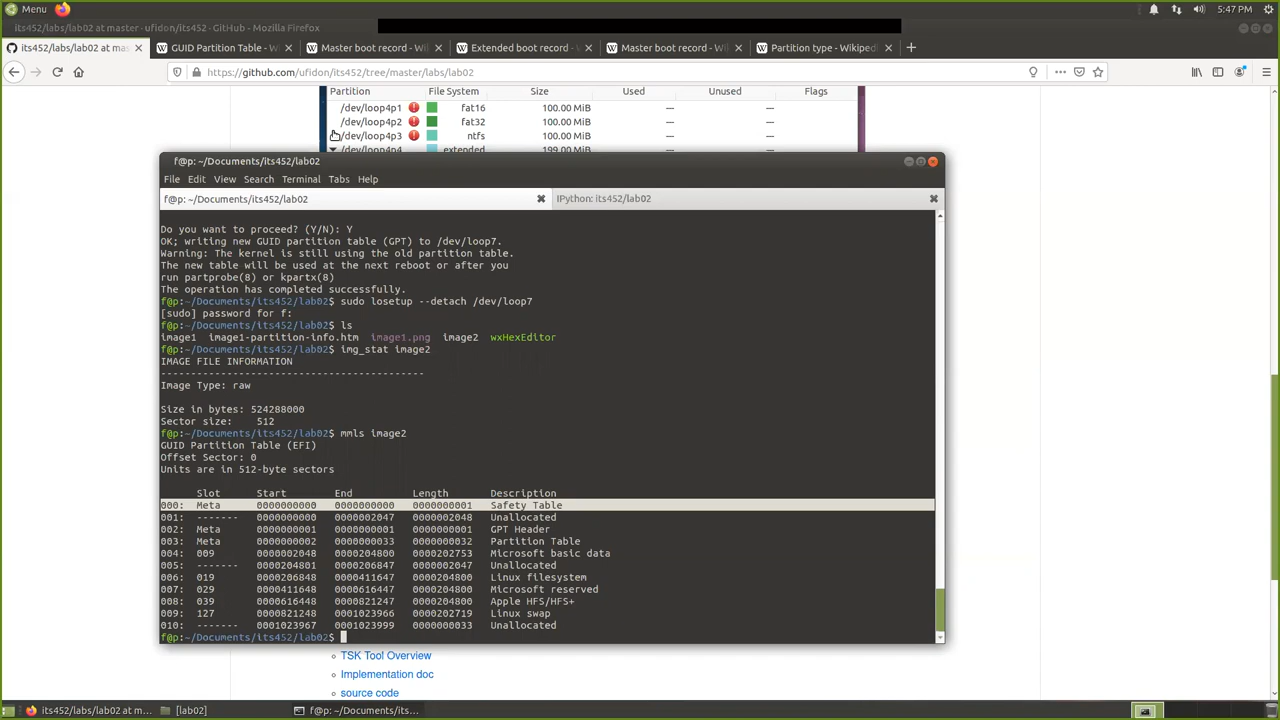 Menu
5:47 PM
its452/labs/lab02 at master · ufidon/its452 · GitHub - Mozilla Firefox
its452/labs/lab02 at mas
GUID Partition Table - W
Master boot record - Wi
Extended boot record - W
Master boot record - W
Partition type - Wikiped
https://github.com/ufidon/its452/tree/master/labs/lab02
Partition File System Size Used Unused Flags
/dev/loop4p1 fat16 100.00 MiB --- ---
/dev/loop4p2 fat32 100.00 MiB --- ---
/dev/loop4p3 ntfs 100.00 MiB --- ---
/dev/loop4p4 extended 199.00 MiB --- ---
f@p: ~/Documents/its452/lab02
File Edit View Search Terminal Tabs Help
f@p: ~/Documents/its452/lab02
IPython: its452/lab02
Do you want to proceed? (Y/N): Y
OK; writing new GUID partition table (GPT) to /dev/loop7.
Warning: The kernel is still using the old partition table.
The new table will be used at the next reboot or after you
run partprobe(8) or kpartx(8)
The operation has completed successfully.
f@p:~/Documents/its452/lab02$ sudo losetup --detach /dev/loop7
[sudo] password for f:
f@p:~/Documents/its452/lab02$ ls
image1 image1-partition-info.htm image1.png image2 wxHexEditor
f@p:~/Documents/its452/lab02$ img_stat image2
IMAGE FILE INFORMATION
--------------------------------------------
Image Type: raw
Size in bytes: 524288000
Sector size: 512
f@p:~/Documents/its452/lab02$ mmls image2
GUID Partition Table (EFI)
Offset Sector: 0
Units are in 512-byte sectors
Slot Start End Length Description
000: Meta 0000000000 0000000000 0000000001 Safety Table
001: ------- 0000000000 0000002047 0000002048 Unallocated
002: Meta 0000000001 0000000001 0000000001 GPT Header
003: Meta 0000000002 0000000033 0000000032 Partition Table
004: 009 0000002048 0000204800 0000202753 Microsoft basic data
005: ------- 0000204801 0000206847 0000002047 Unallocated
006: 019 0000206848 0000411647 0000204800 Linux filesystem
007: 029 0000411648 0000616447 0000204800 Microsoft reserved
008: 039 0000616448 0000821247 0000204800 Apple HFS/HFS+
009: 127 0000821248 0001023966 0000202719 Linux swap
010: ------- 0001023967 0001023999 0000000033 Unallocated
f@p:~/Documents/its452/lab02$
TSK Tool Overview
Implementation doc
source code
its452/labs/lab02 at m...
[lab02]
f@p: ~/Documents/its...